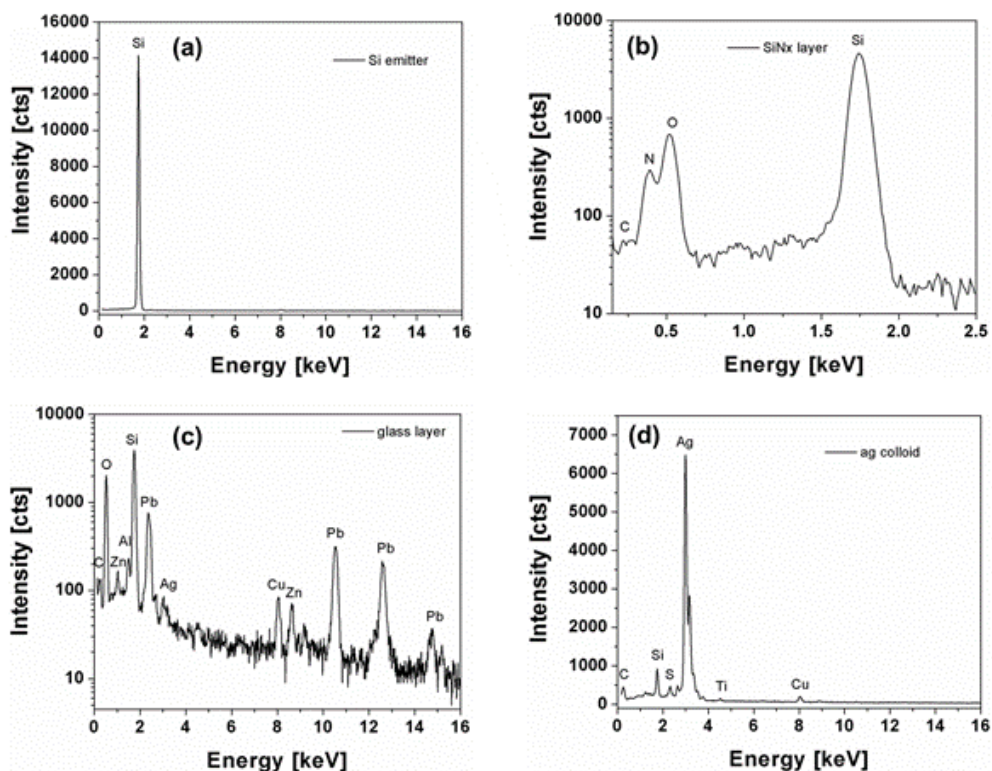 (a)
Si
Si emitter
16000
14000
12000
10000
8000
6000
4000
2000
0
Intensity [cts]
0 2 4 6 8 10 12 14 16
Energy [keV]
(b)
Si
SiNx layer
O
N
C
10000
1000
100
10
Intensity [cts]
0.5 1.0 1.5 2.0 2.5
Energy [keV]
(c)
glass layer
Si
O
Pb
Al
C
Zn
Ag
Cu
Zn
Pb
Pb
Pb
10000
1000
100
10
Intensity [cts]
0 2 4 6 8 10 12 14 16
Energy [keV]
(d)
Ag
ag colloid
C
Si
S
Ti
Cu
7000
6000
5000
4000
3000
2000
1000
0
Intensity [cts]
0 2 4 6 8 10 12 14 16
Energy [keV]